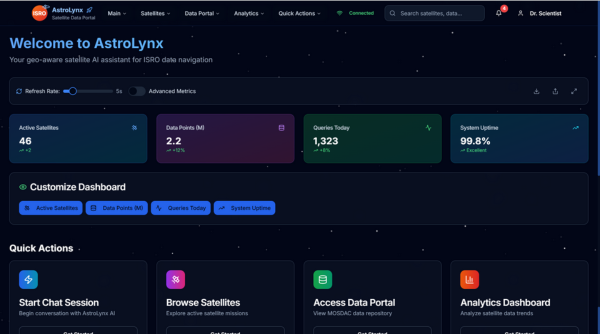 ISRO
AstroLynx
Satellite Data Portal
Main
Satellites
Data Portal
Analytics
Quick Actions
Connected
Search satellites, data...
4
Dr. Scientist
Welcome to AstroLynx
Your geo-aware satellite AI assistant for ISRO data navigation
Refresh Rate:
5s
Advanced Metrics
Active Satellites
46
+2
Data Points (M)
2.2
+12%
Queries Today
1,323
+8%
System Uptime
99.8%
Excellent
Customize Dashboard
Active Satellites
Data Points (M)
Queries Today
System Uptime
Quick Actions
Start Chat Session
Begin conversation with AstroLynx AI
Get Started
Browse Satellites
Explore active satellite missions
Get Started
Access Data Portal
View MOSDAC data repository
Get Started
Analytics Dashboard
Analyze satellite data trends
Get Started